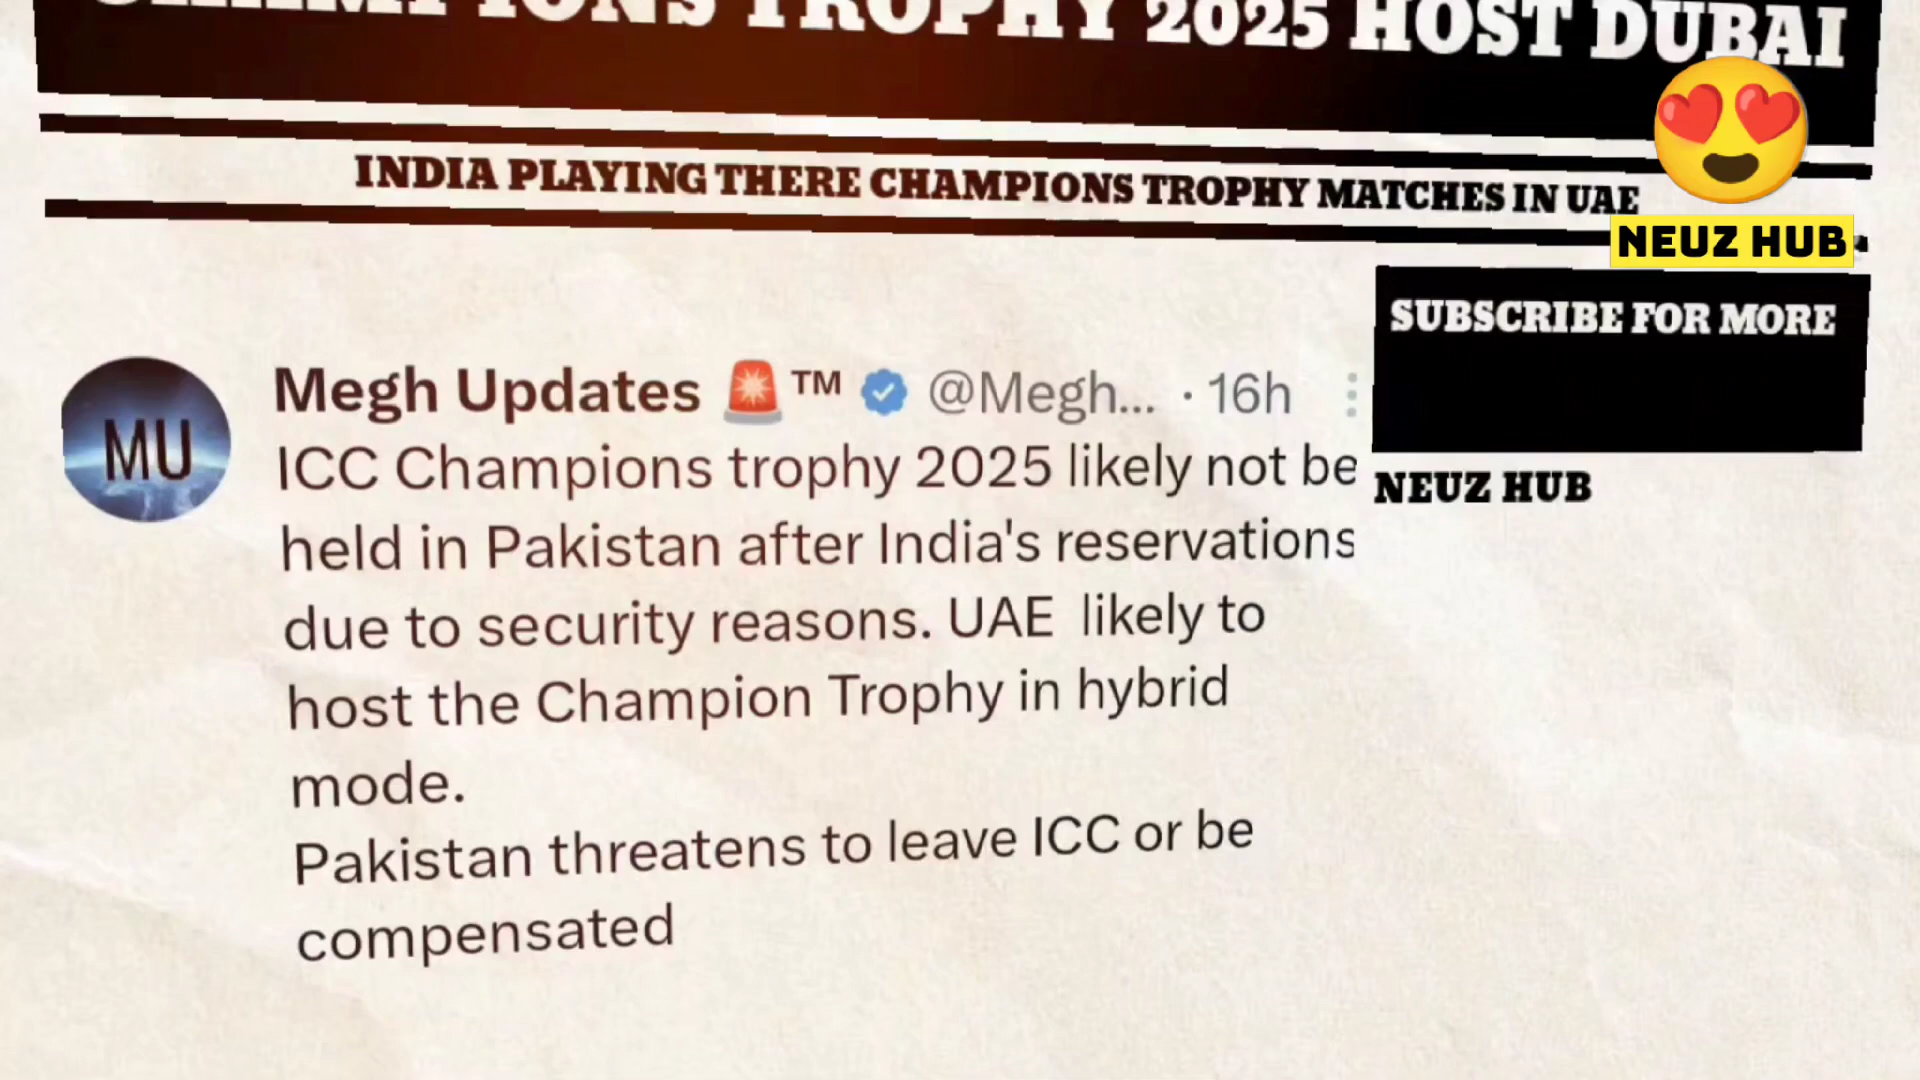 CHAMPIONS TROPHY 2025 HOST DUBAI
INDIA PLAYING THERE CHAMPIONS TROPHY MATCHES IN UAE
NEUZ HUB
SUBSCRIBE FOR MORE
NEUZ HUB
MU
Megh Updates 🚨™ @Megh... · 16h
ICC Champions trophy 2025 likely not be
held in Pakistan after India's reservations
due to security reasons. UAE likely to
host the Champion Trophy in hybrid
mode.
Pakistan threatens to leave ICC or be
compensated